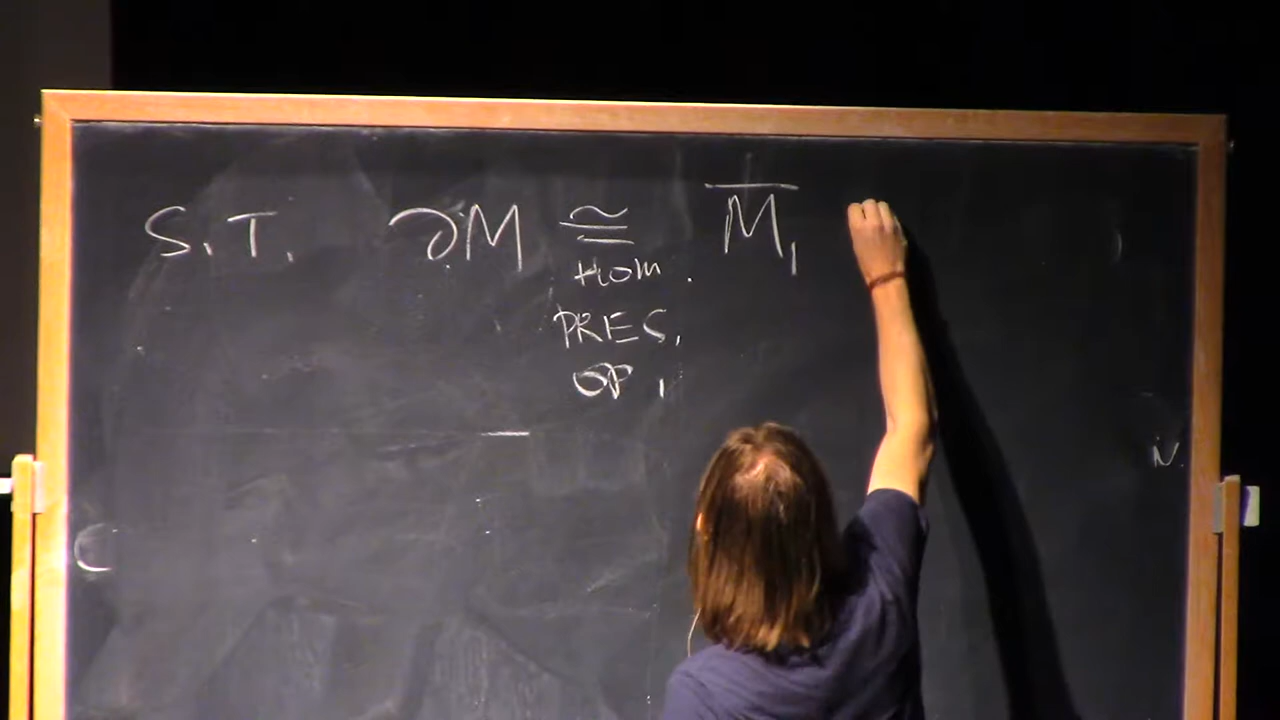 S.T. ∂M ≅ M̅₁
Hom.
PRES.
OP.
N.